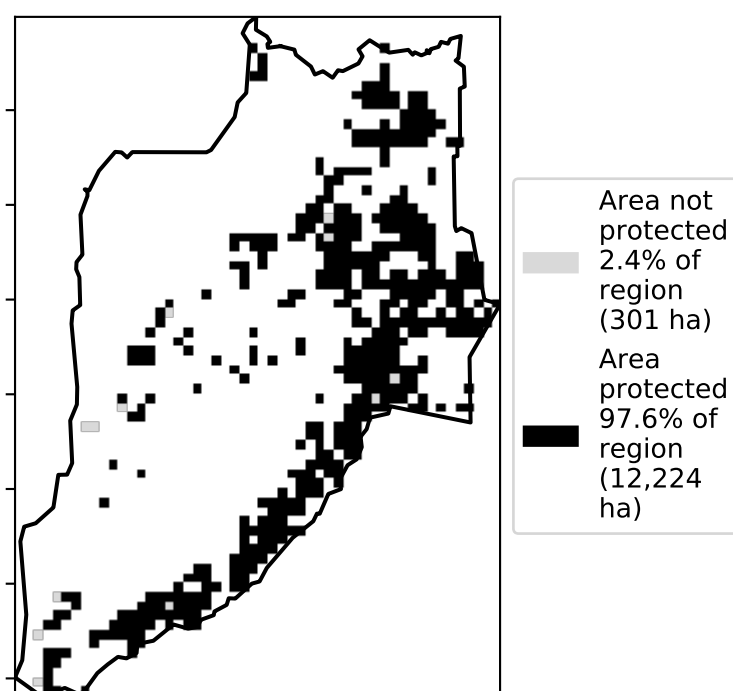 Area not
protected
2.4% of
region
(301 ha)
Area
protected
97.6% of
region
(12,224
ha)